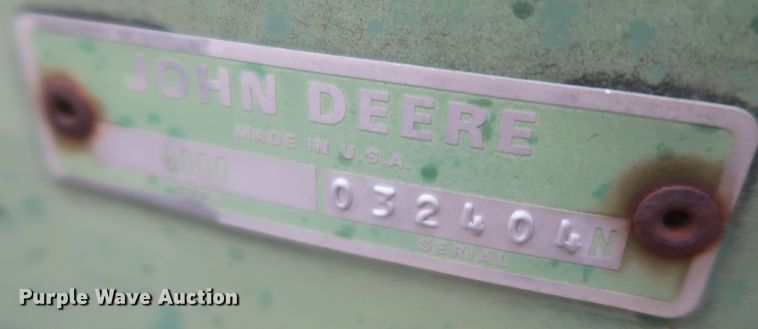 JOHN DEERE
MADE IN U.S.A.
032404N
SERIAL
Purple Wave Auction